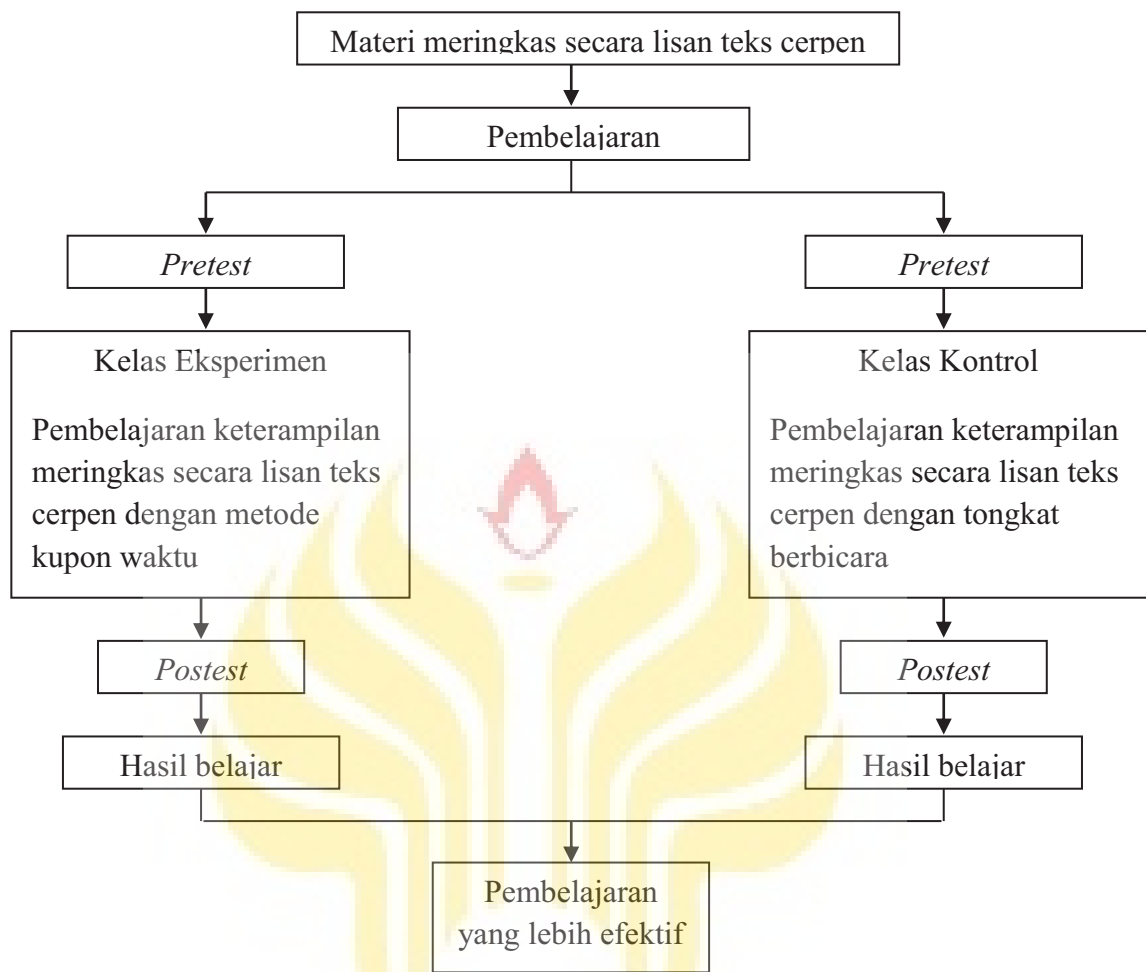 Materi meringkas secara lisan teks cerpen
Pembelajaran
Pretest
Pretest
Kelas Eksperimen
Pembelajaran keterampilan
meringkas secara lisan teks
cerpen dengan metode
kupon waktu
Kelas Kontrol
Pembelajaran keterampilan
meringkas secara lisan teks
cerpen dengan tongkat
berbicara
Postest
Postest
Hasil belajar
Hasil belajar
Pembelajaran
yang lebih efektif